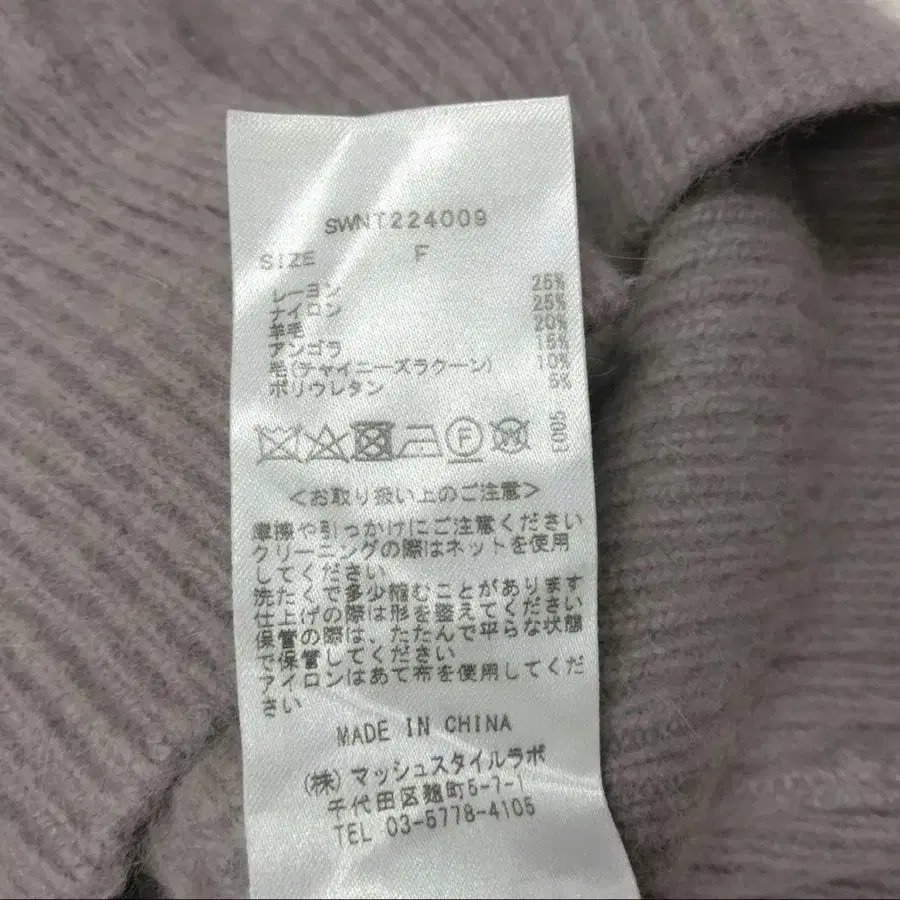 SWNT224009
SIZE F
レーヨン 25%
ナイロン 25%
羊毛 20%
アンゴラ 15%
毛(チャイニーズラクーン) 10%
ポリウレタン 5%
F
<お取り扱い上のご注意>
摩擦や引っかけにご注意ください
クリーニングの際はネットを使用
してください
洗たくで多少縮むことがあります
仕上げの際は形を整えてください
保管の際は、たたんで平らな状態
で保管してください
アイロンはあて布を使用してくだ
さい
MADE IN CHINA
(株)マッシュスタイルラボ
千代田区麹町5-7-1
TEL 03-5778-4105